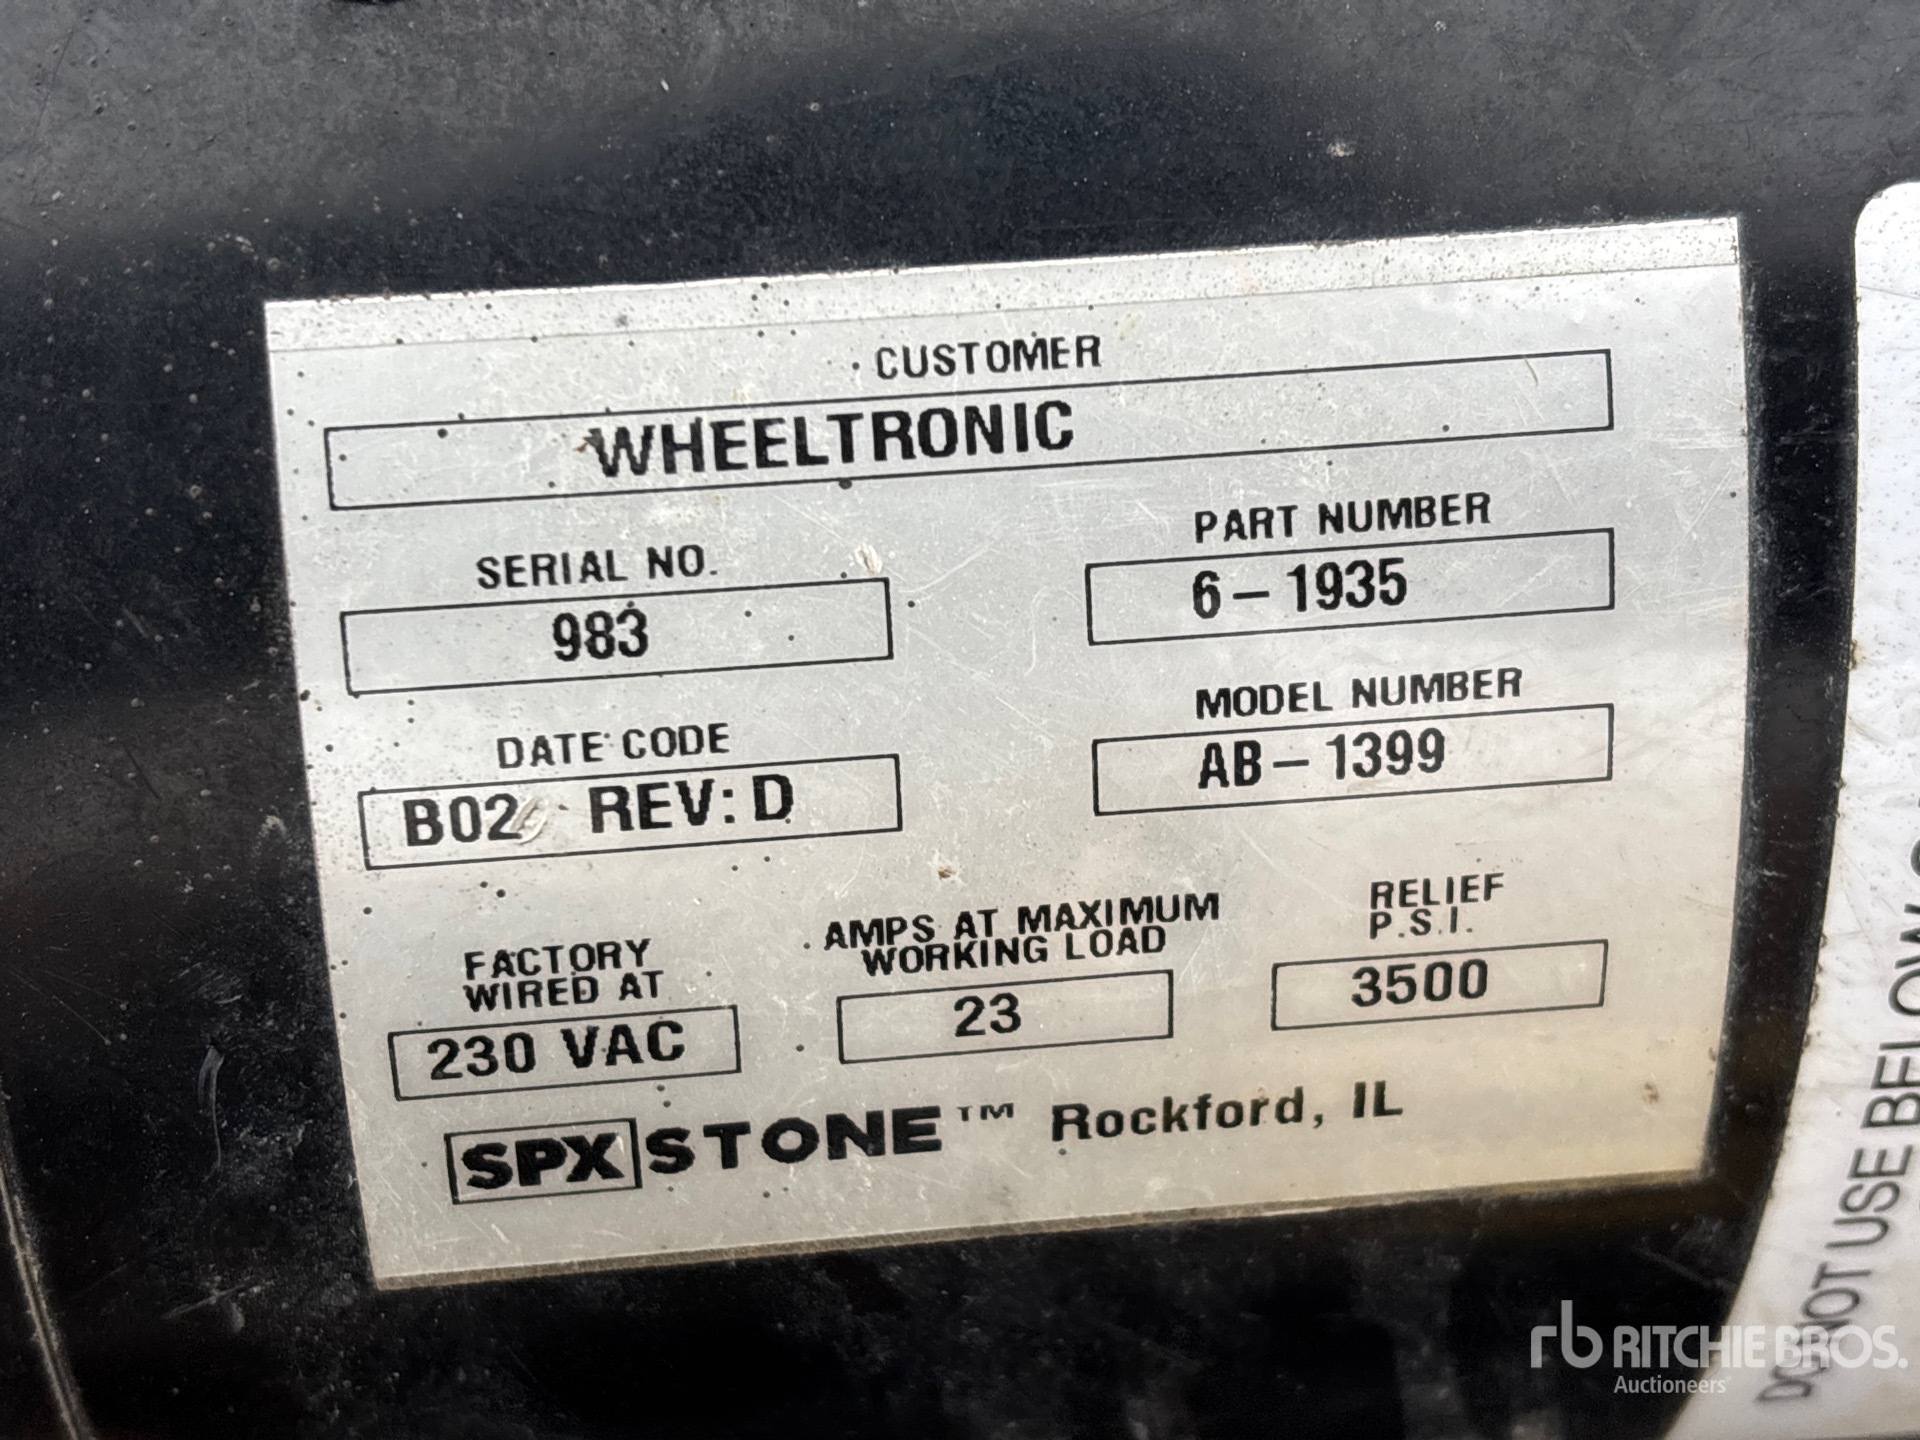 CUSTOMER
WHEELTRONIC
SERIAL NO.
983
PART NUMBER
6-1935
DATE CODE
B02 REV: D
MODEL NUMBER
AB-1399
FACTORY
WIRED AT
230 VAC
AMPS AT MAXIMUM
WORKING LOAD
23
RELIEF
P.S.I.
3500
SPX STONE™ Rockford, IL
DO NOT USE BELOW
rb RITCHIE BROS.
Auctioneers